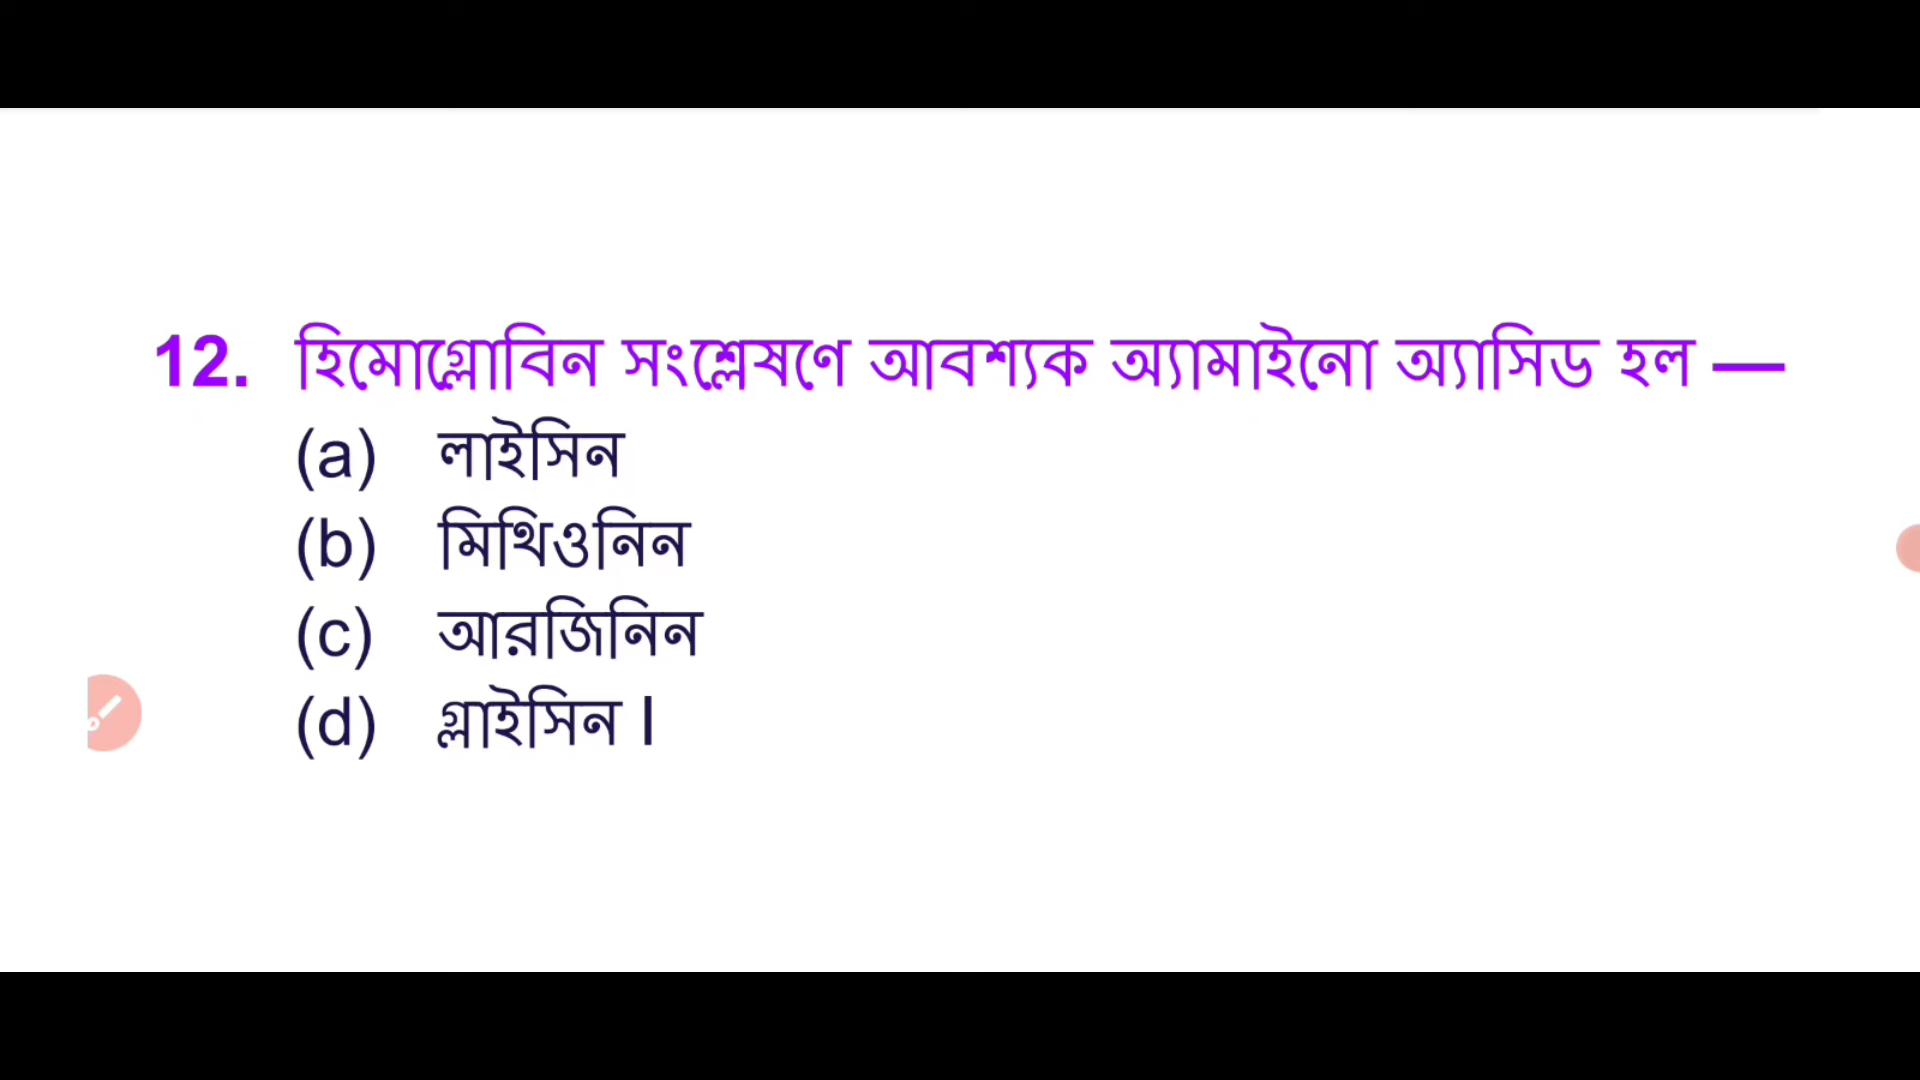 12. হিমোগ্লোবিন সংশ্লেষণে আবশ্যক অ্যামাইনো অ্যাসিড হল —
(a) লাইসিন
(b) মিথিওনিন
(c) আরজিনিন
(d) গ্লাইসিন।